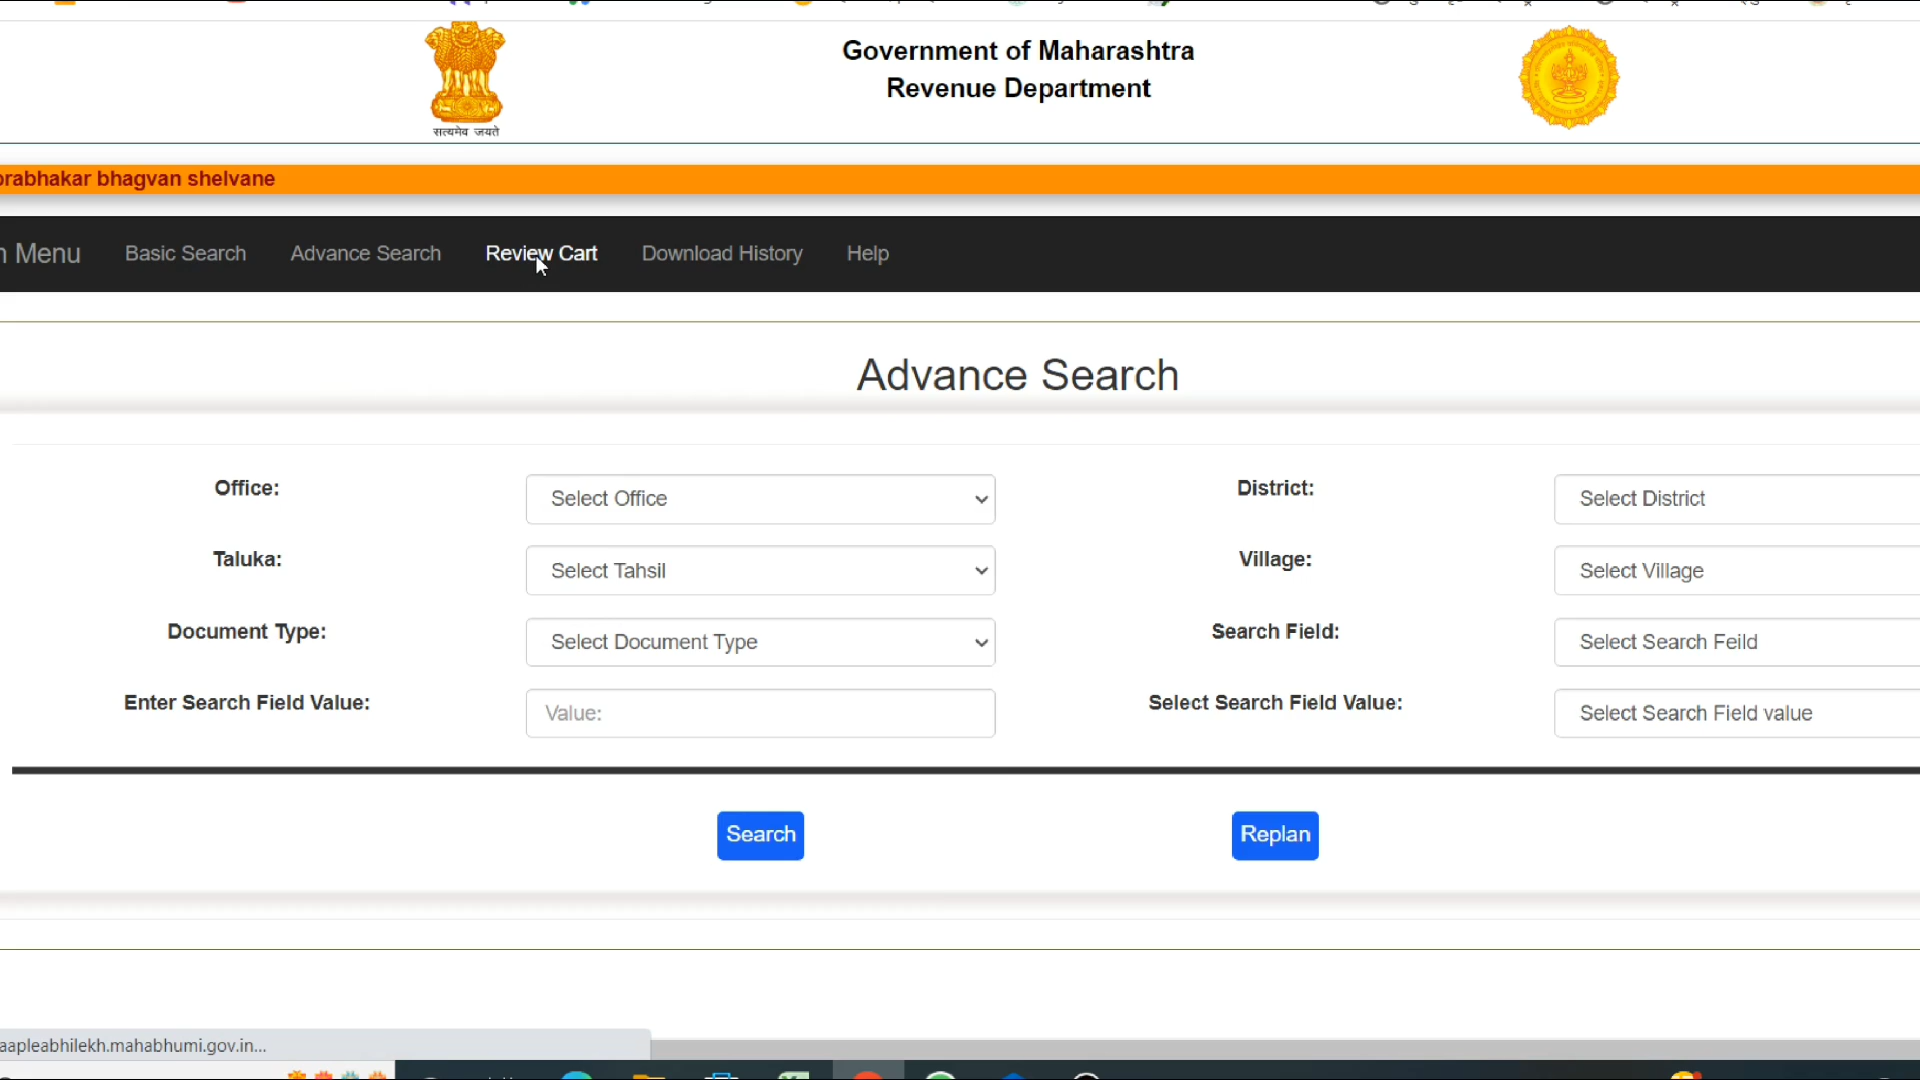 Government of Maharashtra
Revenue Department
सत्यमेव जयते
prabhakar bhagvan shelvane
Menu Basic Search Advance Search Review Cart Download History Help
Advance Search
Office: Select Office District: Select District
Taluka: Select Tahsil Village: Select Village
Document Type: Select Document Type Search Field: Select Search Feild
Enter Search Field Value: Value: Select Search Field Value: Select Search Field value
Search Replan
aapleabhilekh.mahabhumi.gov.in...